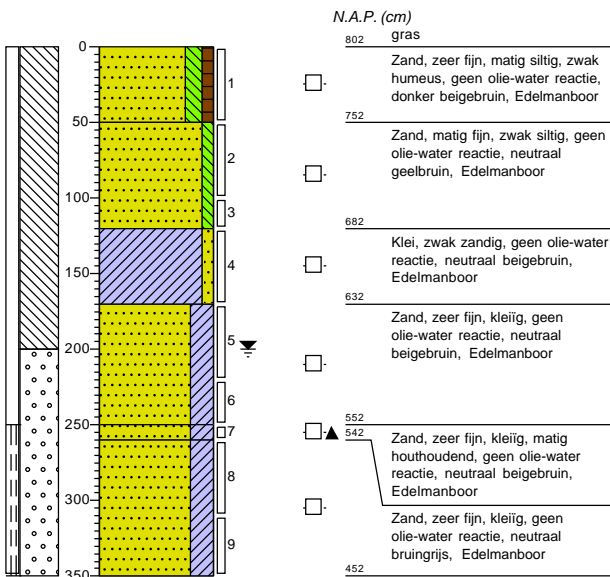 N.A.P. (cm)
0
802 gras
Zand, zeer fijn, matig siltig, zwak
humeus, geen olie-water reactie,
donker beigebruin, Edelmanboor
1
50
752
Zand, matig fijn, zwak siltig, geen
olie-water reactie, neutraal
geelbruin, Edelmanboor
2
100
3
682
Klei, zwak zandig, geen olie-water
reactie, neutraal beigebruin,
Edelmanboor
4
150
632
Zand, zeer fijn, kleiïg, geen
olie-water reactie, neutraal
beigebruin, Edelmanboor
5
200
6
250
552
7
542
Zand, zeer fijn, kleiïg, matig
houthoudend, geen olie-water
reactie, neutraal beigebruin,
Edelmanboor
8
300
Zand, zeer fijn, kleiïg, geen
olie-water reactie, neutraal
bruingrijs, Edelmanboor
9
350
452